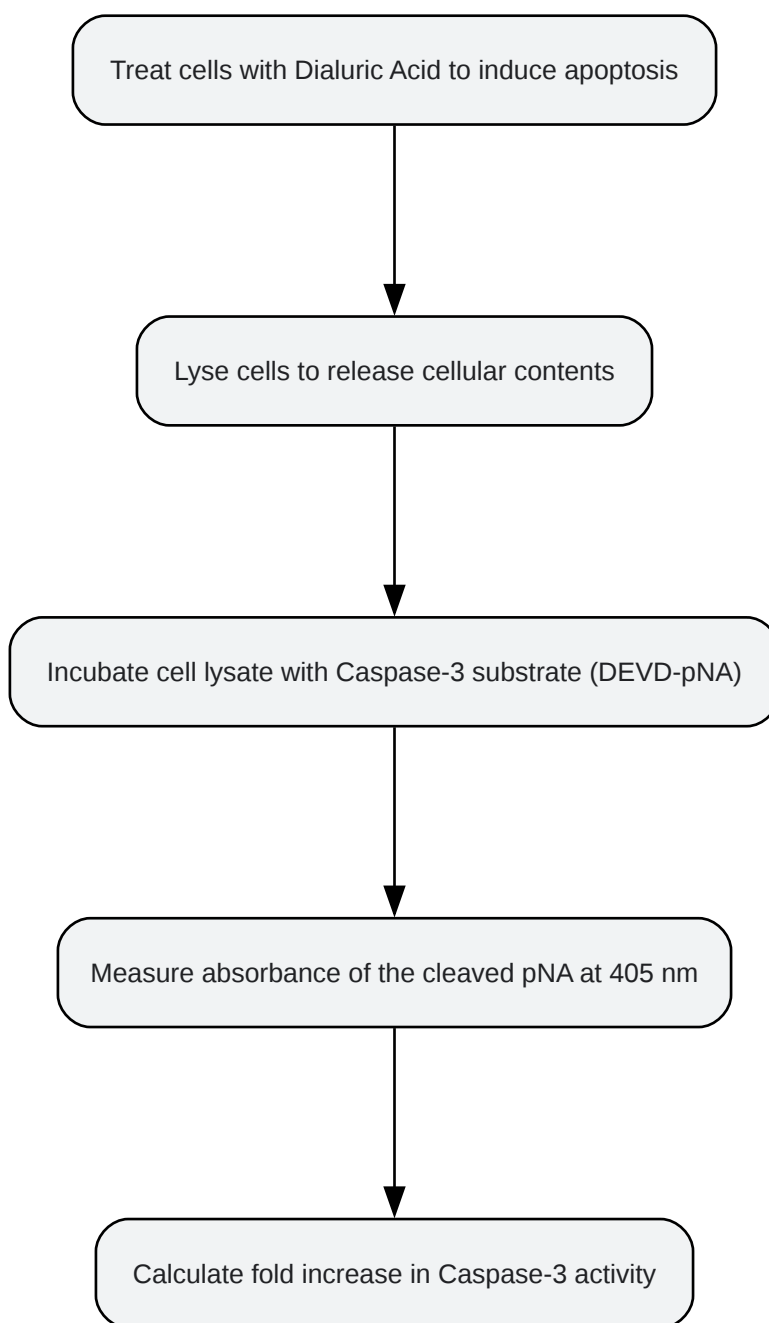 Treat cells with Dialuric Acid to induce apoptosis
Lyse cells to release cellular contents
Incubate cell lysate with Caspase-3 substrate (DEVD-pNA)
Measure absorbance of the cleaved pNA at 405 nm
Calculate fold increase in Caspase-3 activity